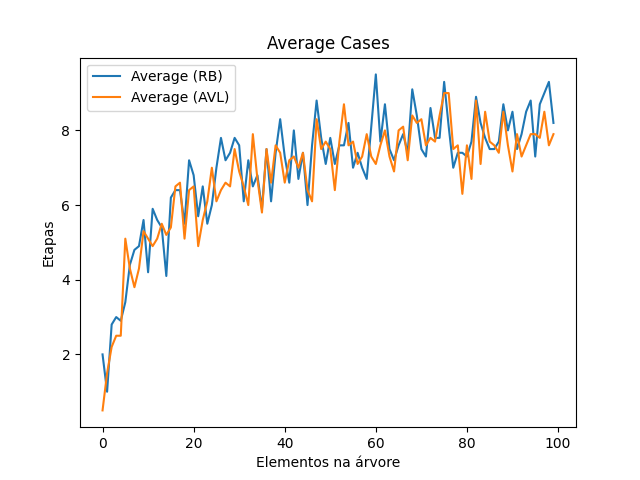 Average Cases
Average (RB)
Average (AVL)
8
6
4
2
Etapas
0 20 40 60 80 100
Elementos na árvore